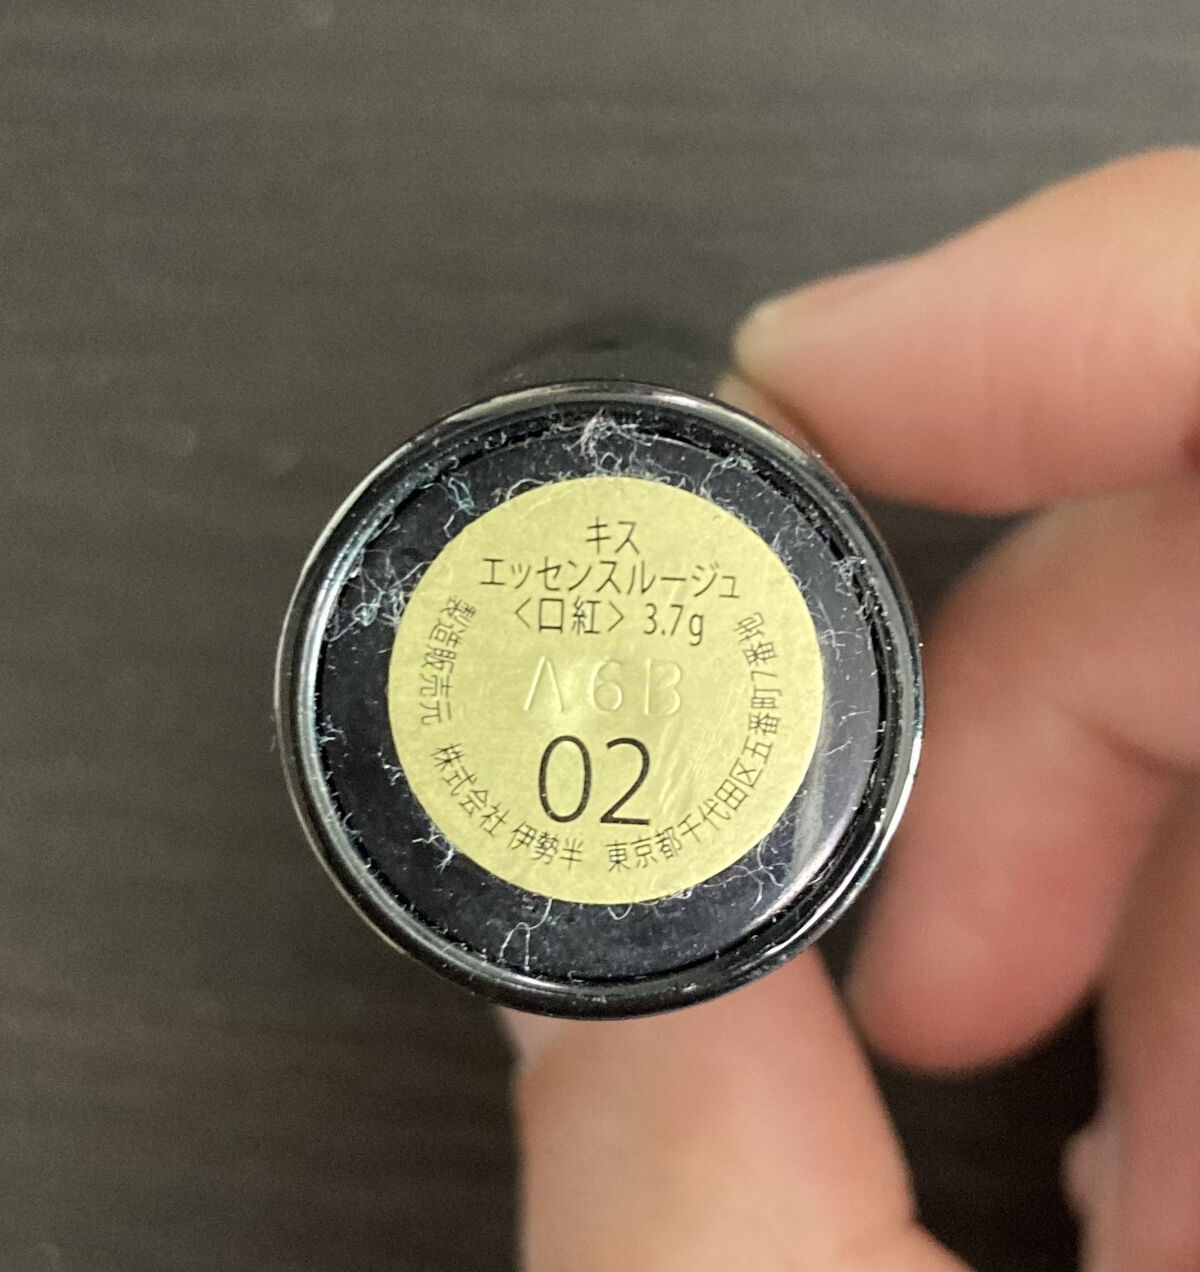 キス
エッセンスルージュ
〈口紅〉3.7g
A6B
02
製造販売元 株式会社 伊勢半 東京都千代田区五番町7番地